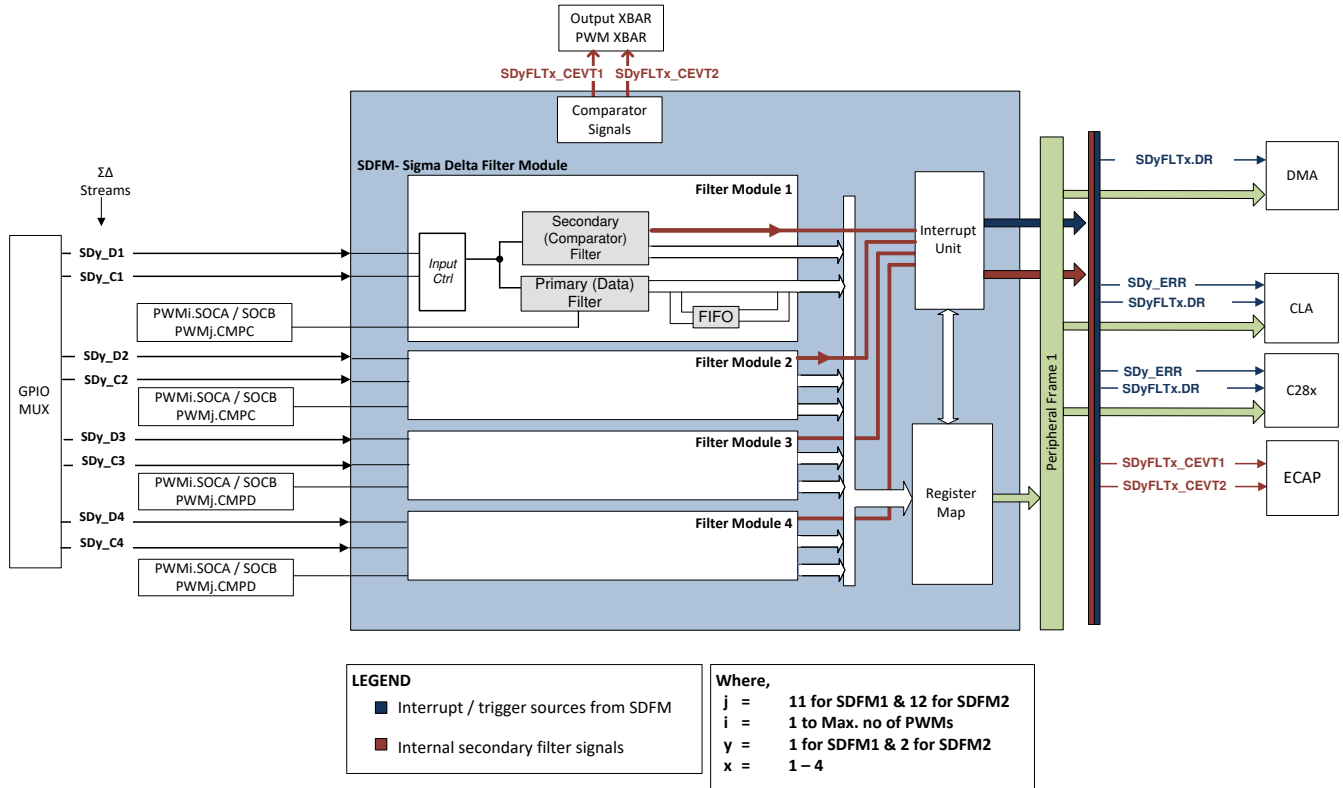 Output XBAR
PWM XBAR
SDyFLTx_CEVT1
SDyFLTx_CEVT2
Comparator
Signals
SDFM- Sigma Delta Filter Module
ΣΔ
Streams
GPIO
MUX
SDy_D1
SDy_C1
PWMi.SOCA / SOCB
PWMj.CMPC
SDy_D2
SDy_C2
PWMi.SOCA / SOCB
PWMj.CMPC
SDy_D3
SDy_C3
PWMi.SOCA / SOCB
PWMj.CMPD
SDy_D4
SDy_C4
PWMi.SOCA / SOCB
PWMj.CMPD
Filter Module 1
Input
Ctrl
Secondary
(Comparator)
Filter
Primary (Data)
Filter
FIFO
Filter Module 2
Filter Module 3
Filter Module 4
Interrupt
Unit
Register
Map
Peripheral Frame 1
SDyFLTx.DR
DMA
SDy_ERR
SDyFLTx.DR
CLA
SDy_ERR
SDyFLTx.DR
C28x
SDyFLTx_CEVT1
SDyFLTx_CEVT2
ECAP
LEGEND
Interrupt / trigger sources from SDFM
Internal secondary filter signals
Where,
j = 11 for SDFM1 & 12 for SDFM2
i = 1 to Max. no of PWMs
y = 1 for SDFM1 & 2 for SDFM2
x = 1 – 4